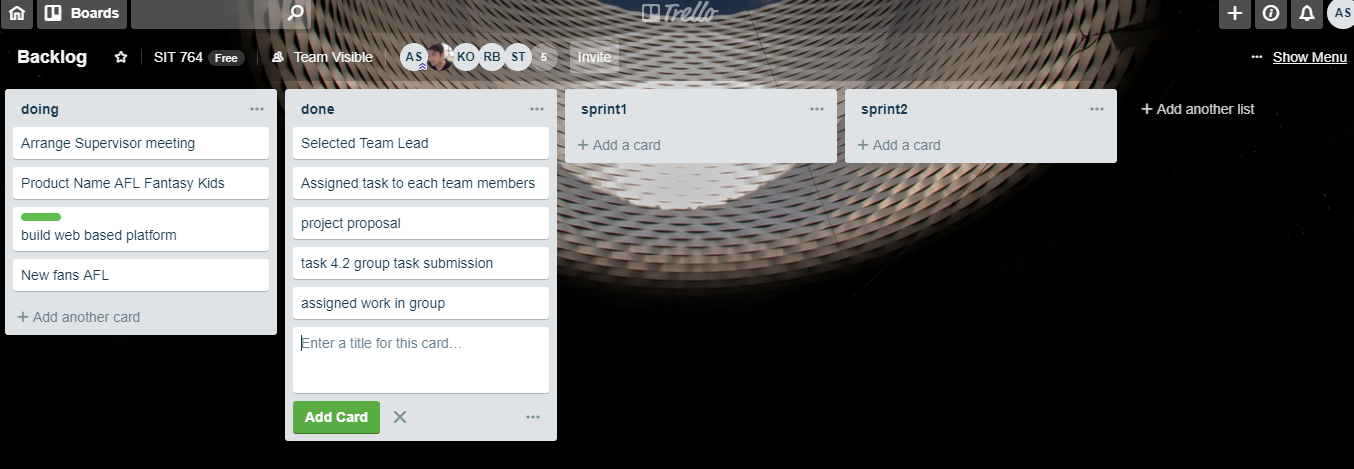 Boards
Trello
AS
Backlog
SIT 764 Free
Team Visible
AS KO RB ST 5
Invite
... Show Menu
doing
Arrange Supervisor meeting
Product Name AFL Fantasy Kids
build web based platform
New fans AFL
+ Add another card
done
Selected Team Lead
Assigned task to each team members
project proposal
task 4.2 group task submission
assigned work in group
Enter a title for this card…
Add Card
sprint1
+ Add a card
sprint2
+ Add a card
+ Add another list